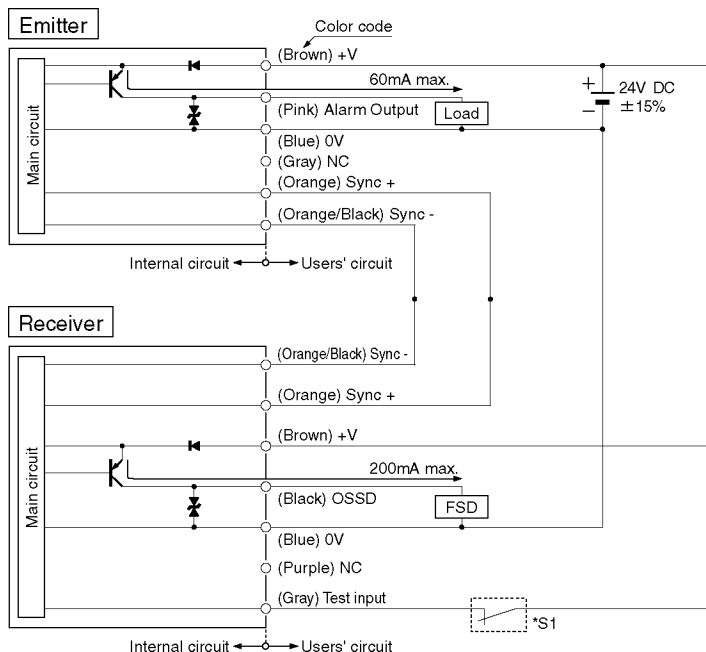 Emitter
Color code
(Brown) +V
60mA max.
(Pink) Alarm Output
Load
+
24V DC
−
±15%
(Blue) 0V
(Gray) NC
(Orange) Sync +
(Orange/Black) Sync -
Main circuit
Internal circuit
Users' circuit
Receiver
(Orange/Black) Sync -
(Orange) Sync +
(Brown) +V
200mA max.
(Black) OSSD
FSD
(Blue) 0V
(Purple) NC
(Gray) Test input
*S1
Main circuit
Internal circuit
Users' circuit